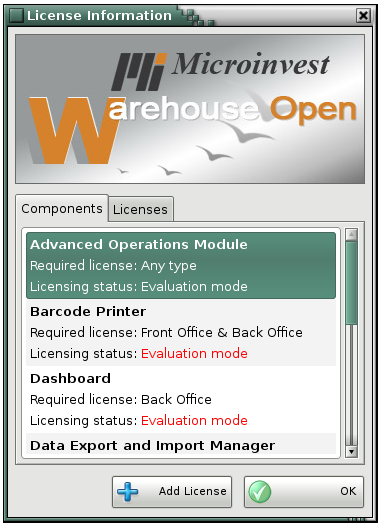 License Information
Microinvest
Warehouse Open
Components
Licenses
Advanced Operations Module
Required license: Any type
Licensing status: Evaluation mode
Barcode Printer
Required license: Front Office & Back Office
Licensing status: Evaluation mode
Dashboard
Required license: Back Office
Licensing status: Evaluation mode
Data Export and Import Manager
Add License
OK